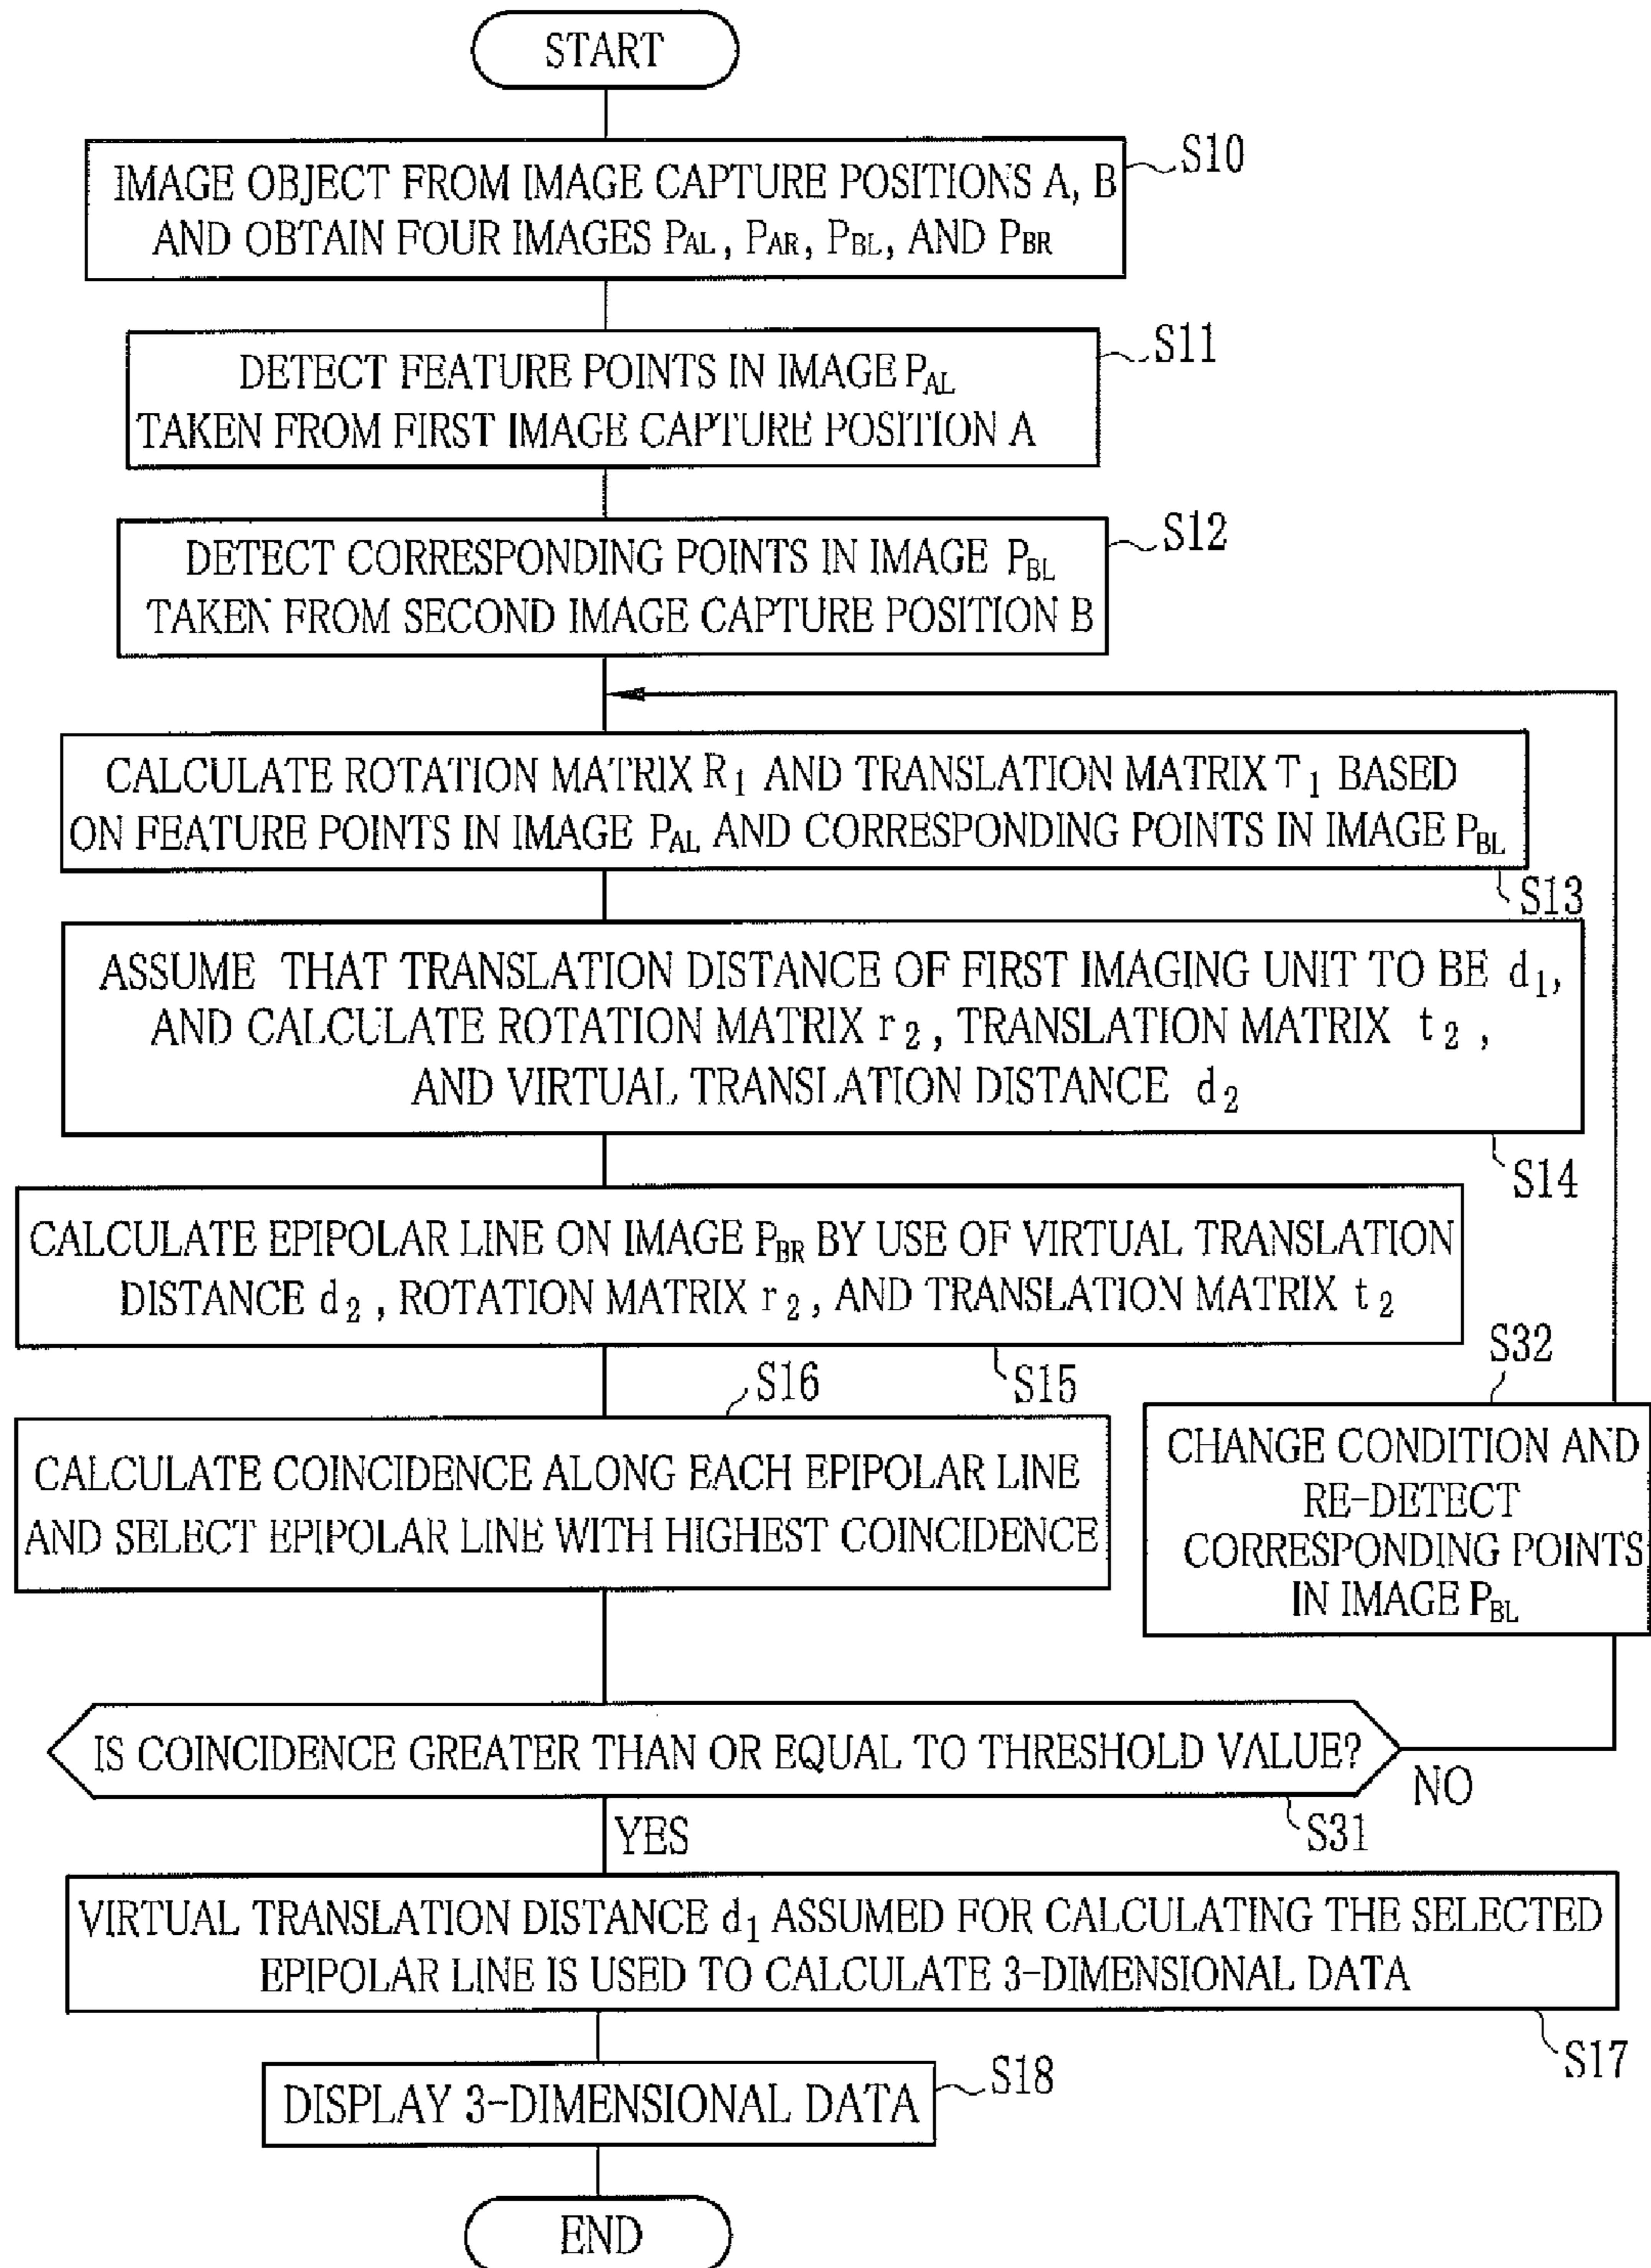 START
IMAGE OBJECT FROM IMAGE CAPTURE POSITIONS A, B
AND OBTAIN FOUR IMAGES PAL, PAR, PBL, AND PBR
S10
DETECT FEATURE POINTS IN IMAGE PAL
TAKEN FROM FIRST IMAGE CAPTURE POSITION A
S11
DETECT CORRESPONDING POINTS IN IMAGE PBL
TAKEN FROM SECOND IMAGE CAPTURE POSITION B
S12
CALCULATE ROTATION MATRIX R1 AND TRANSLATION MATRIX T1 BASED
ON FEATURE POINTS IN IMAGE PAL AND CORRESPONDING POINTS IN IMAGE PBL
S13
ASSUME THAT TRANSLATION DISTANCE OF FIRST IMAGING UNIT TO BE d1,
AND CALCULATE ROTATION MATRIX r2, TRANSLATION MATRIX t2,
AND VIRTUAL TRANSLATION DISTANCE d2
S14
CALCULATE EPIPOLAR LINE ON IMAGE PBR BY USE OF VIRTUAL TRANSLATION
DISTANCE d2, ROTATION MATRIX r2, AND TRANSLATION MATRIX t2
S15
S16
CALCULATE COINCIDENCE ALONG EACH EPIPOLAR LINE
AND SELECT EPIPOLAR LINE WITH HIGHEST COINCIDENCE
S32
CHANGE CONDITION AND
RE-DETECT
CORRESPONDING POINTS
IN IMAGE PBL
IS COINCIDENCE GREATER THAN OR EQUAL TO THRESHOLD VALUE?
NO
S31
YES
VIRTUAL TRANSLATION DISTANCE d1 ASSUMED FOR CALCULATING THE SELECTED
EPIPOLAR LINE IS USED TO CALCULATE 3-DIMENSIONAL DATA
S17
DISPLAY 3-DIMENSIONAL DATA
S18
END